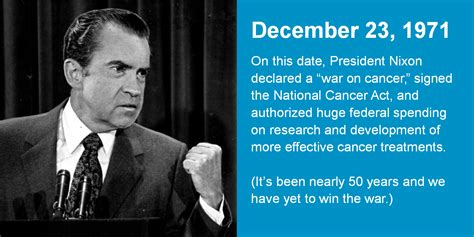 December 23, 1971
On this date, President Nixon
declared a “war on cancer,” signed
the National Cancer Act, and
authorized huge federal spending
on research and development of
more effective cancer treatments.
(It’s been nearly 50 years and we
have yet to win the war.)